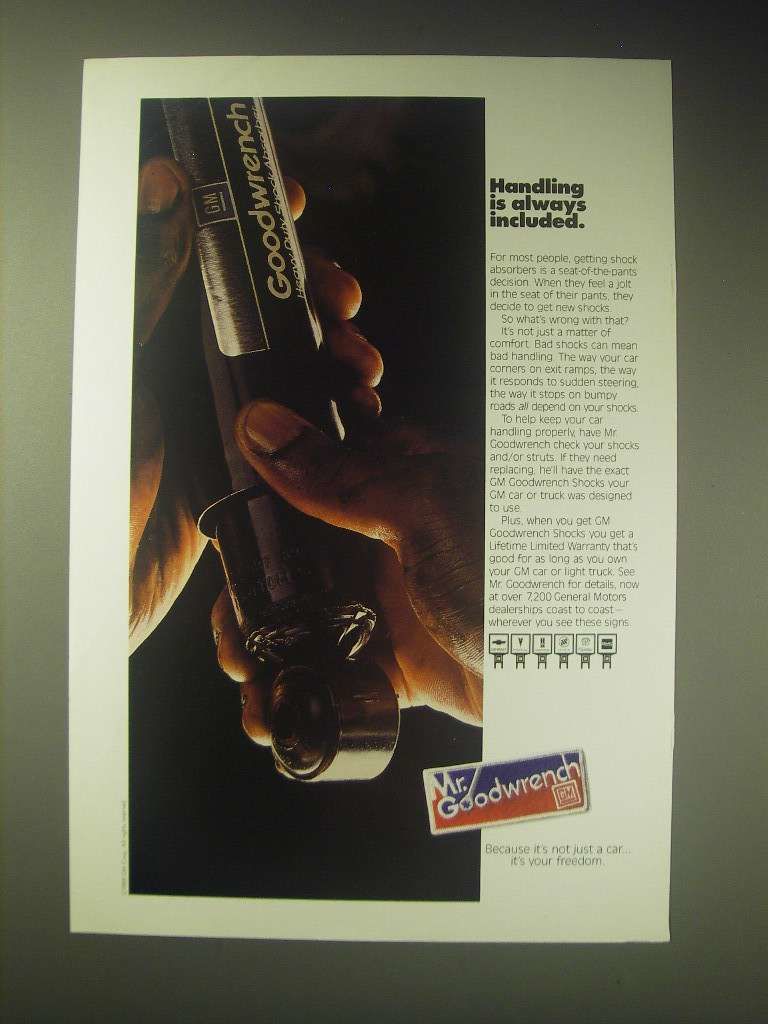 Goodwrench
Heavy Duty Shock Absorber
GM
Handling
is always
included.
For most people, getting shock
absorbers is a seat-of-the-pants
decision. When they feel a jolt
in the seat of their pants, they
decide to get new shocks.
So what's wrong with that?
It's not just a matter of
comfort. Bad shocks can mean
bad handling. The way your car
corners on exit ramps, the way
it responds to sudden steering,
the way it stops on bumpy
roads all depend on your shocks.
To help keep your car
handling properly, have Mr.
Goodwrench check your shocks
and/or struts. If they need
replacing, he'll have the exact
GM Goodwrench Shocks your
GM car or truck was designed
to use.
Plus, when you get GM
Goodwrench Shocks you get a
Lifetime Limited Warranty that's
good for as long as you own
your GM car or light truck. See
Mr. Goodwrench for details, now
at over 7,200 General Motors
dealerships coast to coast—
wherever you see these signs.
Mr.
Goodwrench
GM
Because it's not just a car...
it's your freedom.
GM Corp. All rights reserved.